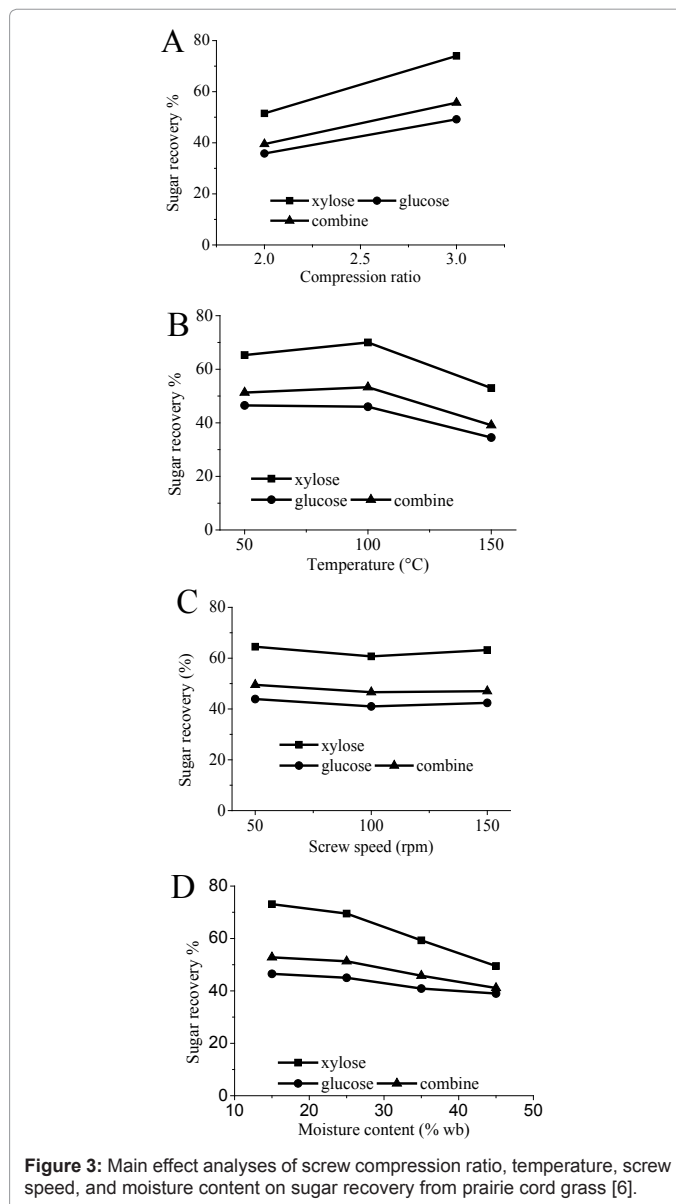 A
80
60
40
20
0
Sugar recovery %
xylose glucose
combine
2.0 2.5 3.0
Compression ratio
B
80
60
40
20
0
Sugar recovery %
xylose
glucose combine
50 100 150
Temperature (°C)
C
80
60
40
20
0
Sugar recovery (%)
xylose
glucose combine
50 100 150
Screw speed (rpm)
D
80
60
40
20
0
Sugar recovery %
xylose
glucose combine
10 20 30 40 50
Moisture content (% wb)
Figure 3: Main effect analyses of screw compression ratio, temperature, screw
speed, and moisture content on sugar recovery from prairie cord grass [6].